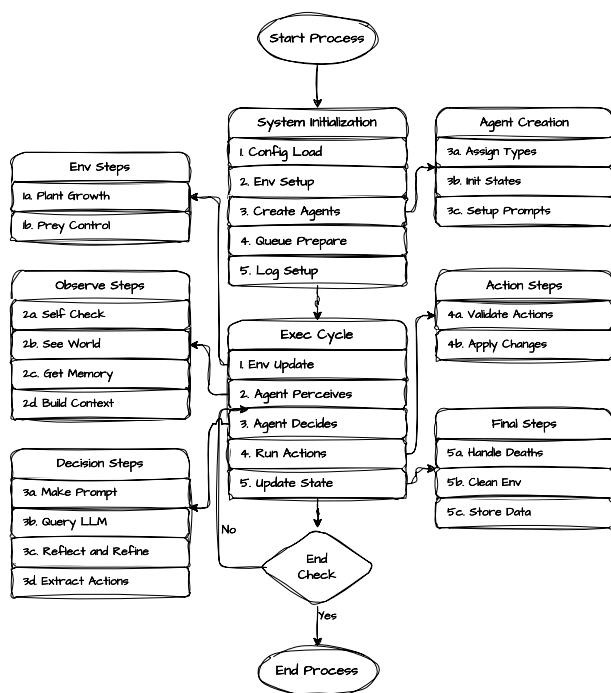 Start Process
System Initialization
1. Config Load
2. Env Setup
3. Create Agents
4. Queue Prepare
5. Log Setup
Agent Creation
3a. Assign Types
3b. Init States
3c. Setup Prompts
Env Steps
1a. Plant Growth
1b. Prey Control
Observe Steps
2a. Self Check
2b. See World
2c. Get Memory
2d. Build Context
Exec Cycle
1. Env Update
2. Agent Perceives
3. Agent Decides
4. Run Actions
5. Update State
Action Steps
4a. Validate Actions
4b. Apply Changes
Decision Steps
3a. Make Prompt
3b. Query LLM
3c. Reflect and Refine
3d. Extract Actions
Final Steps
5a. Handle Deaths
5b. Clean Env
5c. Store Data
No
End
Check
Yes
End Process